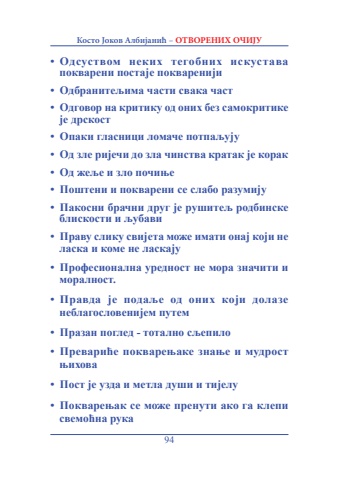 Косто Јоков Албијанић – ОТВОРЕНИХ ОЧИЈУ
• Одсуством неких тегобних искустава
покварени постаје покваренији
• Одбранитељима части свака част
• Одговор на критику од оних без самокритике
је дрскост
• Опаки гласници ломаче потпаљују
• Од зле ријечи до зла чинства кратак је корак
• Од жеље и зло почиње
• Поштени и покварени се слабо разумију
• Пакосни брачни друг је рушитељ родбинске
блискости и љубави
• Праву слику свијета може имати онај који не
ласка и коме не ласкају
• Професионална уредност не мора значити и
моралност.
• Правда је подаље од оних који долазе
неблагословенијем путем
• Празан поглед - тотално сљепило
• Превариће покварењаке знање и мудрост
њихова
• Пост је узда и метла души и тијелу
• Покварењак се може пренути ако га клепи
свемоћна рука
94